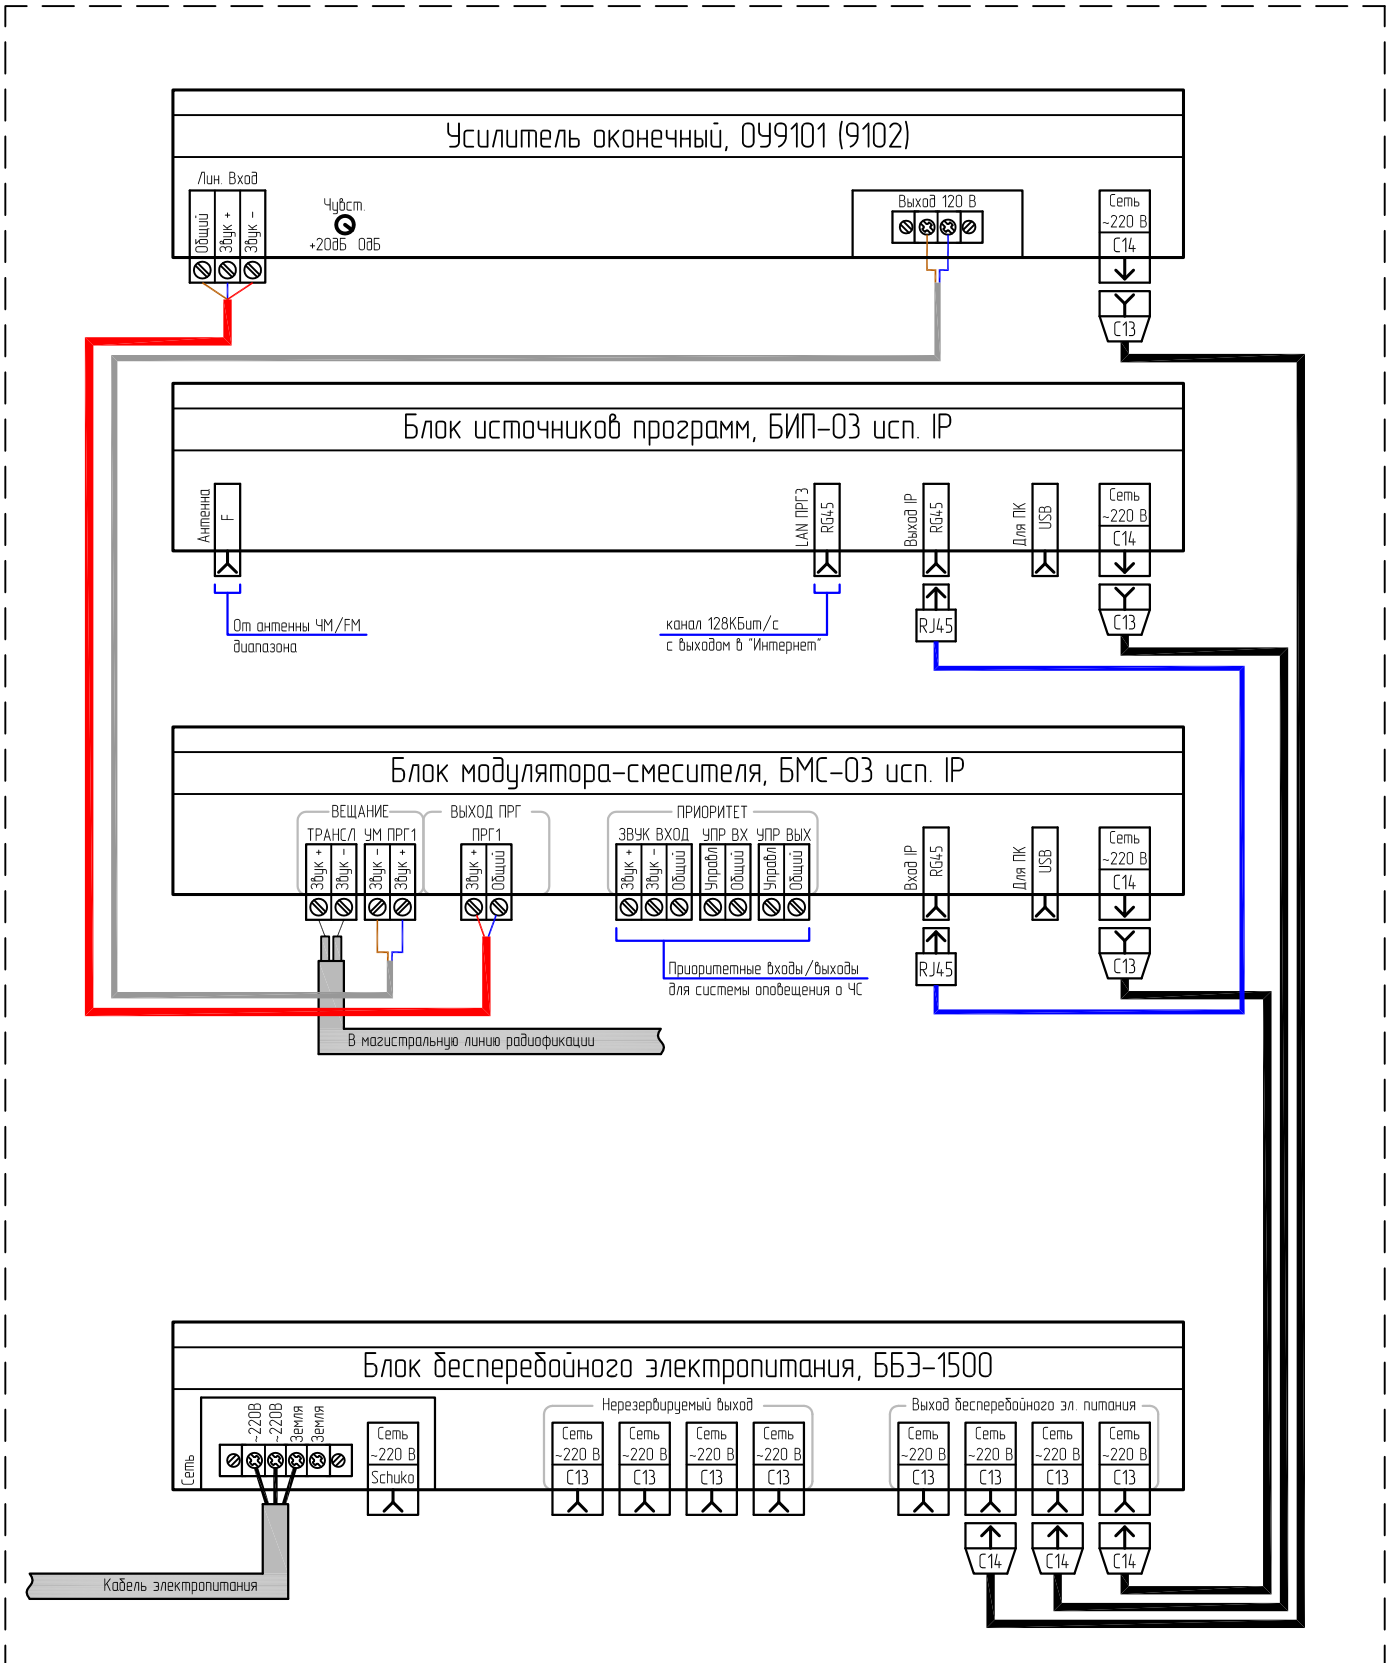 Усилитель оконечный, ОУ9101 (9102)
Лин. Вход
Общий
Звук +
Звук -
Чувст.
+20дБ 0дБ
Выход 120 В
Сеть
~220 В
С14
С13
Блок источников программ, БИП-03 исп. IP
Антенна
F
LAN ПРГ3
RG45
Выход IP
RG45
Для ПК
USB
Сеть
~220 В
С14
От антенны ЧМ/FM
диапазона
канал 128КБит/с
с выходом в "Интернет"
RJ45
С13
Блок модулятора-смесителя, БМС-03 исп. IP
ВЕЩАНИЕ
ВЫХОД ПРГ
ПРИОРИТЕТ
ТРАНСЛ
УМ ПРГ1
ПРГ1
ЗВУК ВХОД
УПР ВХ
УПР ВЫХ
Звук +
Звук -
Звук -
Звук +
Звук +
Общий
Звук +
Звук -
Общий
Управл
Общий
Управл
Общий
Вход IP
RG45
Для ПК
USB
Сеть
~220 В
С14
Приоритетные входы/выходы
для системы оповещения о ЧС
RJ45
С13
В магистральную линию радиофикации
Блок бесперебойного электропитания, ББЭ-1500
Сеть
~220В
~220В
Земля
Земля
Сеть
~220 В
Schuko
Нерезервируемый выход
Сеть
~220 В
С13
Сеть
~220 В
С13
Сеть
~220 В
С13
Сеть
~220 В
С13
Выход бесперебойного эл. питания
Сеть
~220 В
С13
Сеть
~220 В
С13
Сеть
~220 В
С13
Сеть
~220 В
С13
С14
С14
С14
Кабель электропитания